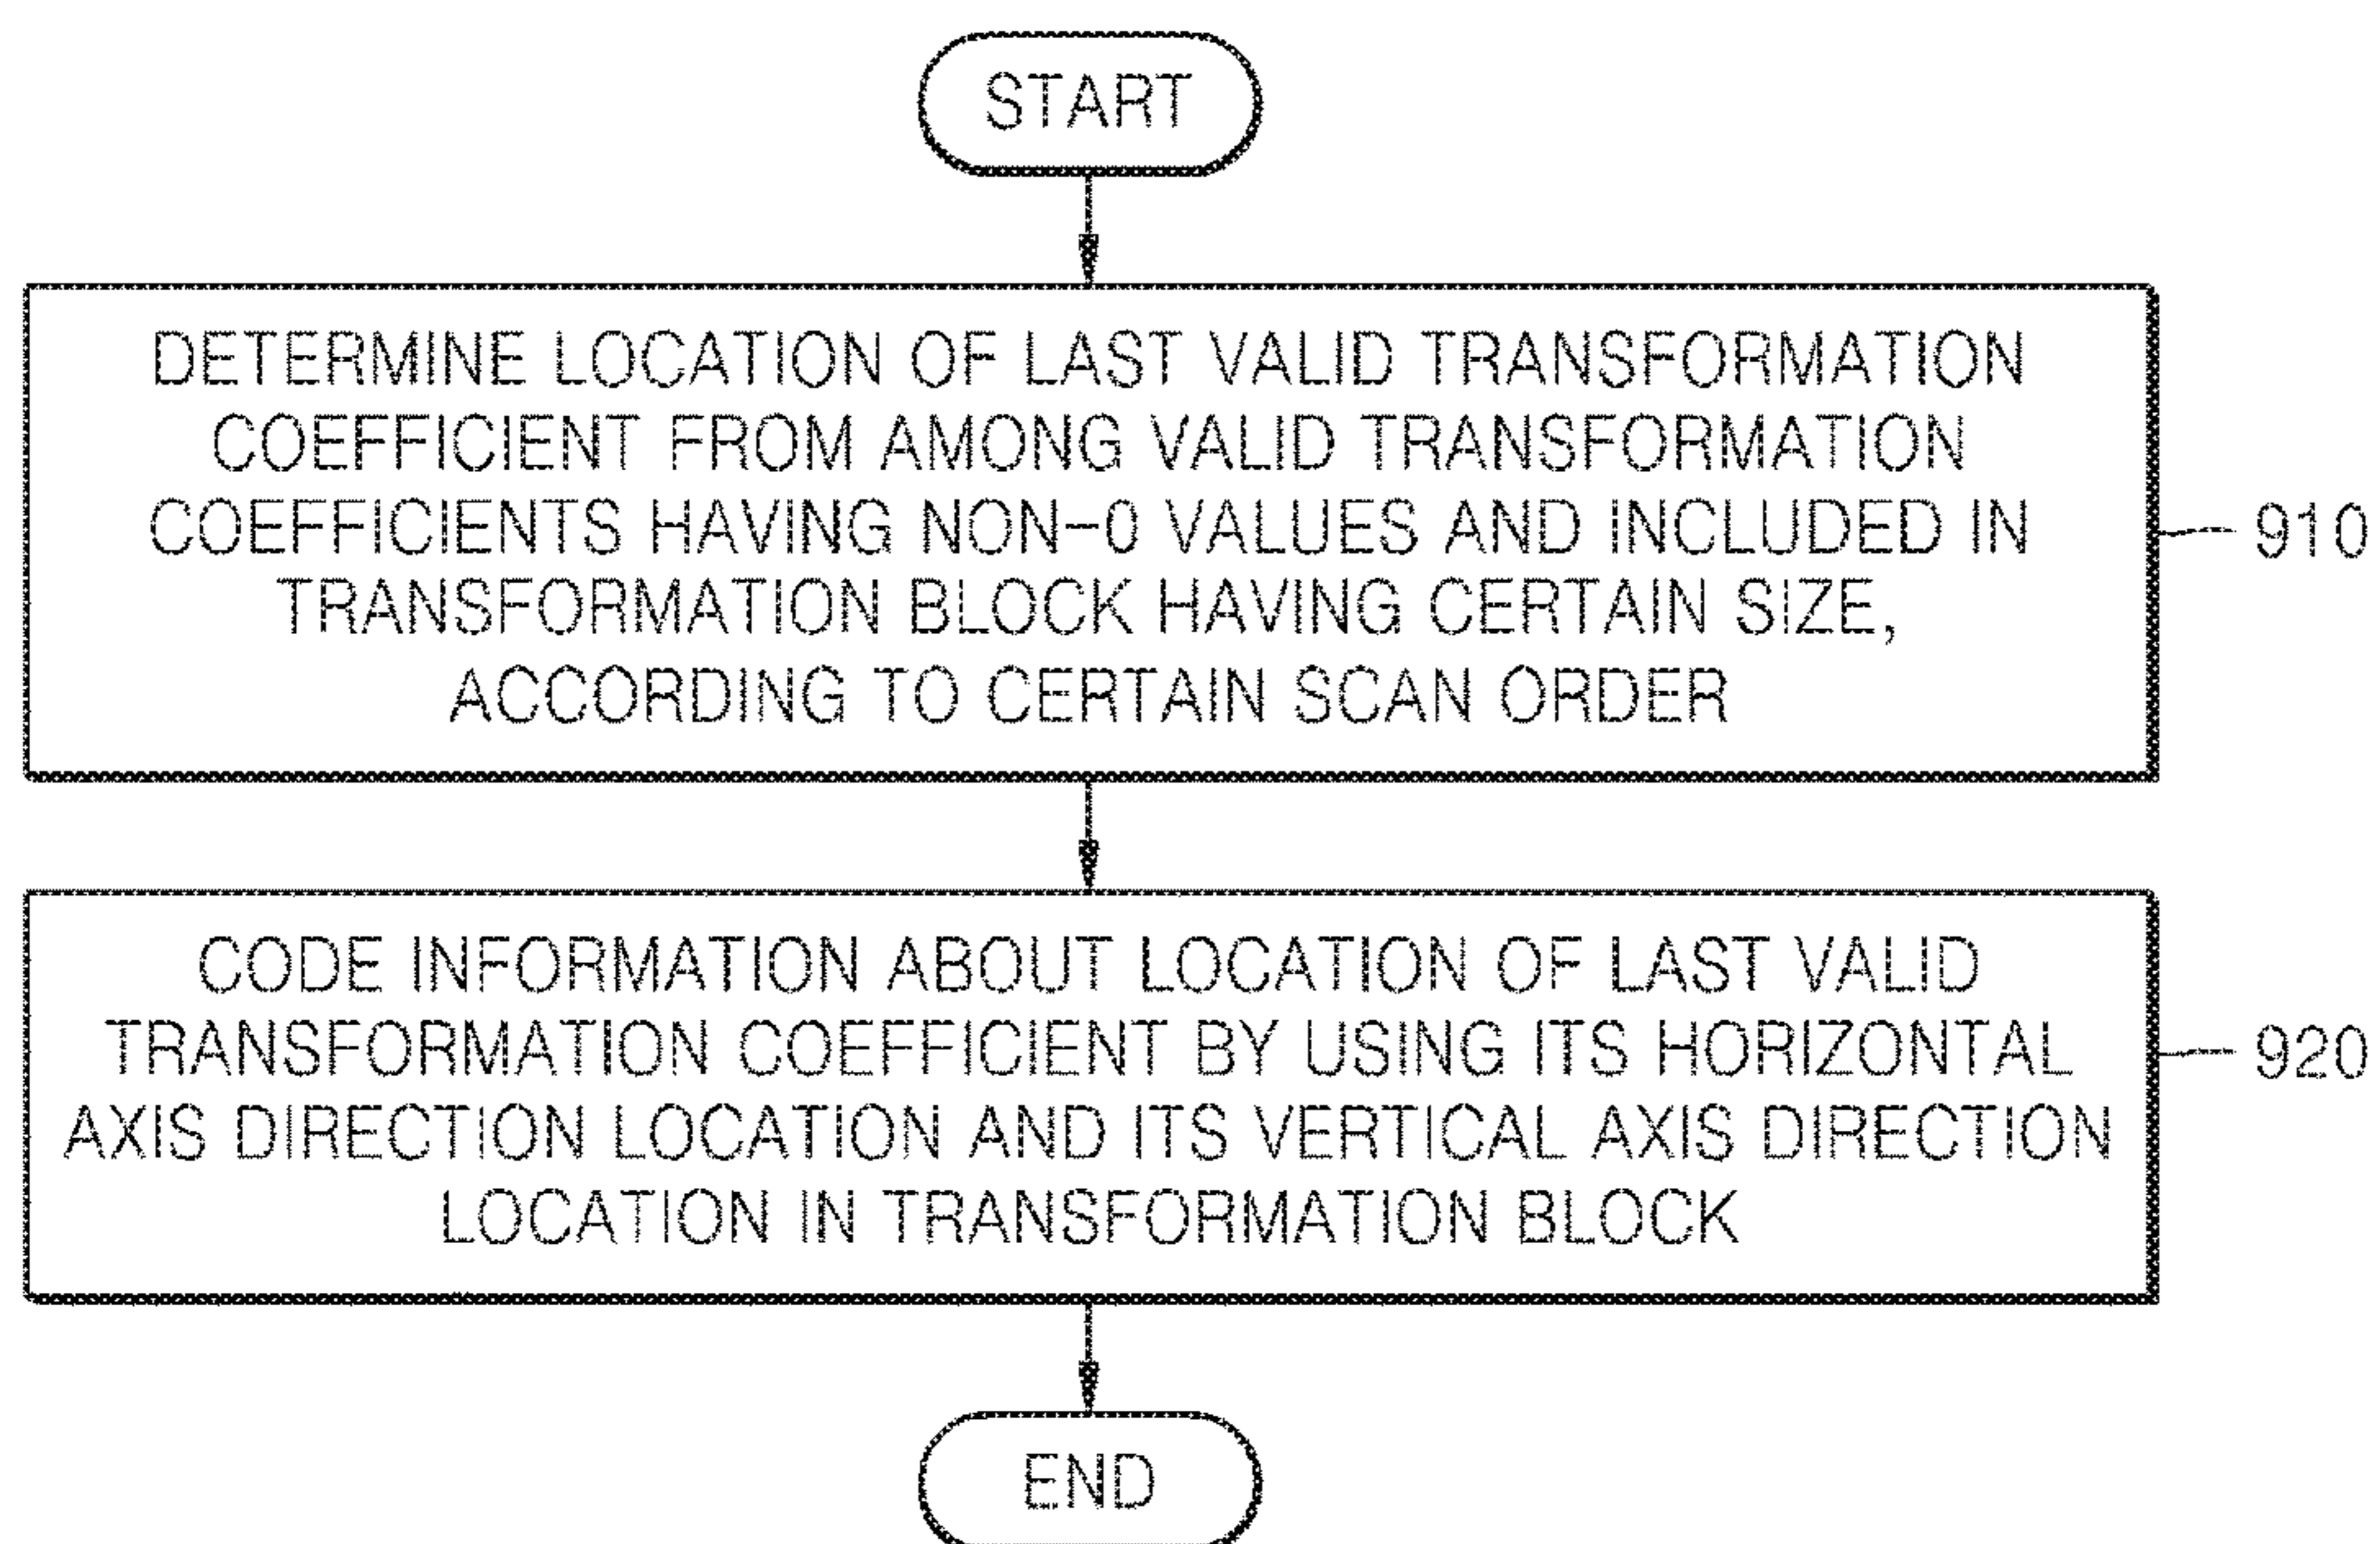 START
DETERMINE LOCATION OF LAST VALID TRANSFORMATION
COEFFICIENT FROM AMONG VALID TRANSFORMATION
COEFFICIENTS HAVING NON-0 VALUES AND INCLUDED IN
TRANSFORMATION BLOCK HAVING CERTAIN SIZE,
ACCORDING TO CERTAIN SCAN ORDER
910
CODE INFORMATION ABOUT LOCATION OF LAST VALID
TRANSFORMATION COEFFICIENT BY USING ITS HORIZONTAL
AXIS DIRECTION LOCATION AND ITS VERTICAL AXIS DIRECTION
LOCATION IN TRANSFORMATION BLOCK
920
END